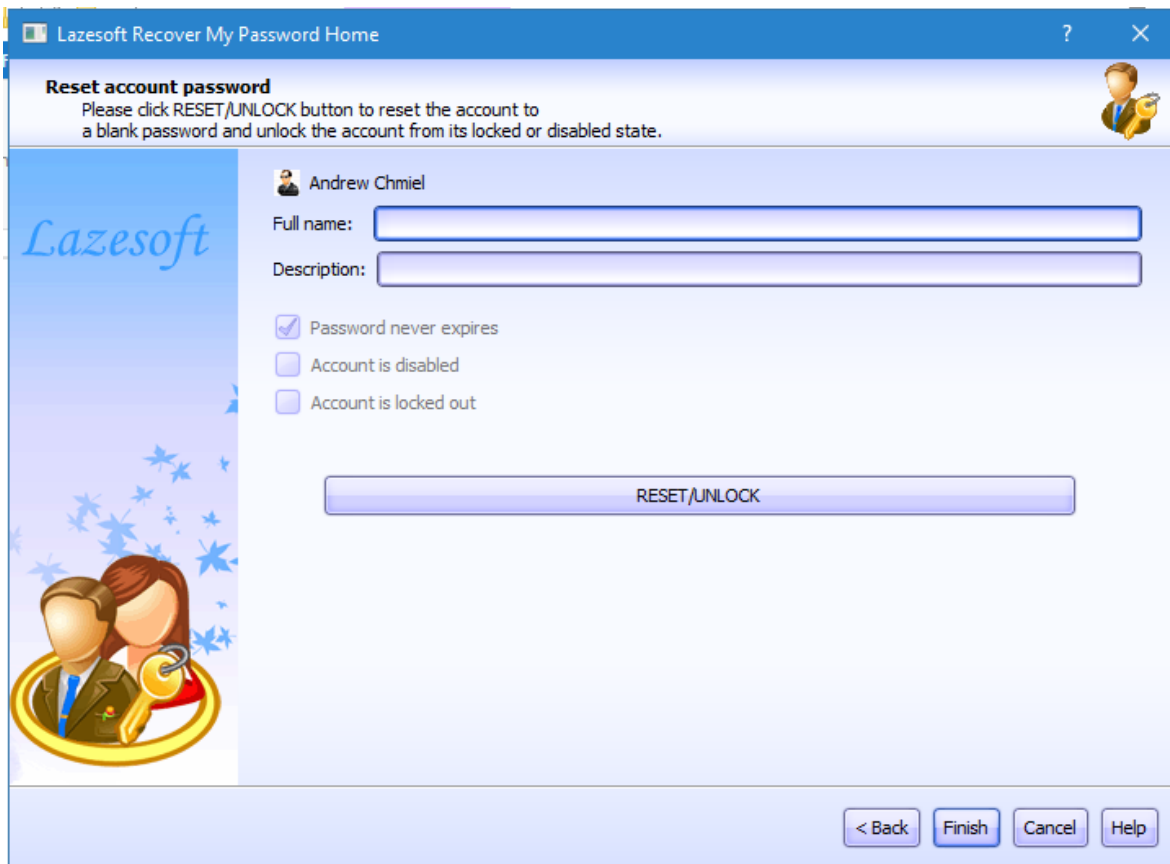 Lazesoft Recover My Password Home
?
Reset account password
Please click RESET/UNLOCK button to reset the account to
a blank password and unlock the account from its locked or disabled state.
Lazesoft
Andrew Chmiel
Full name:
Description:
Password never expires
Account is disabled
Account is locked out
RESET/UNLOCK
< Back
Finish
Cancel
Help